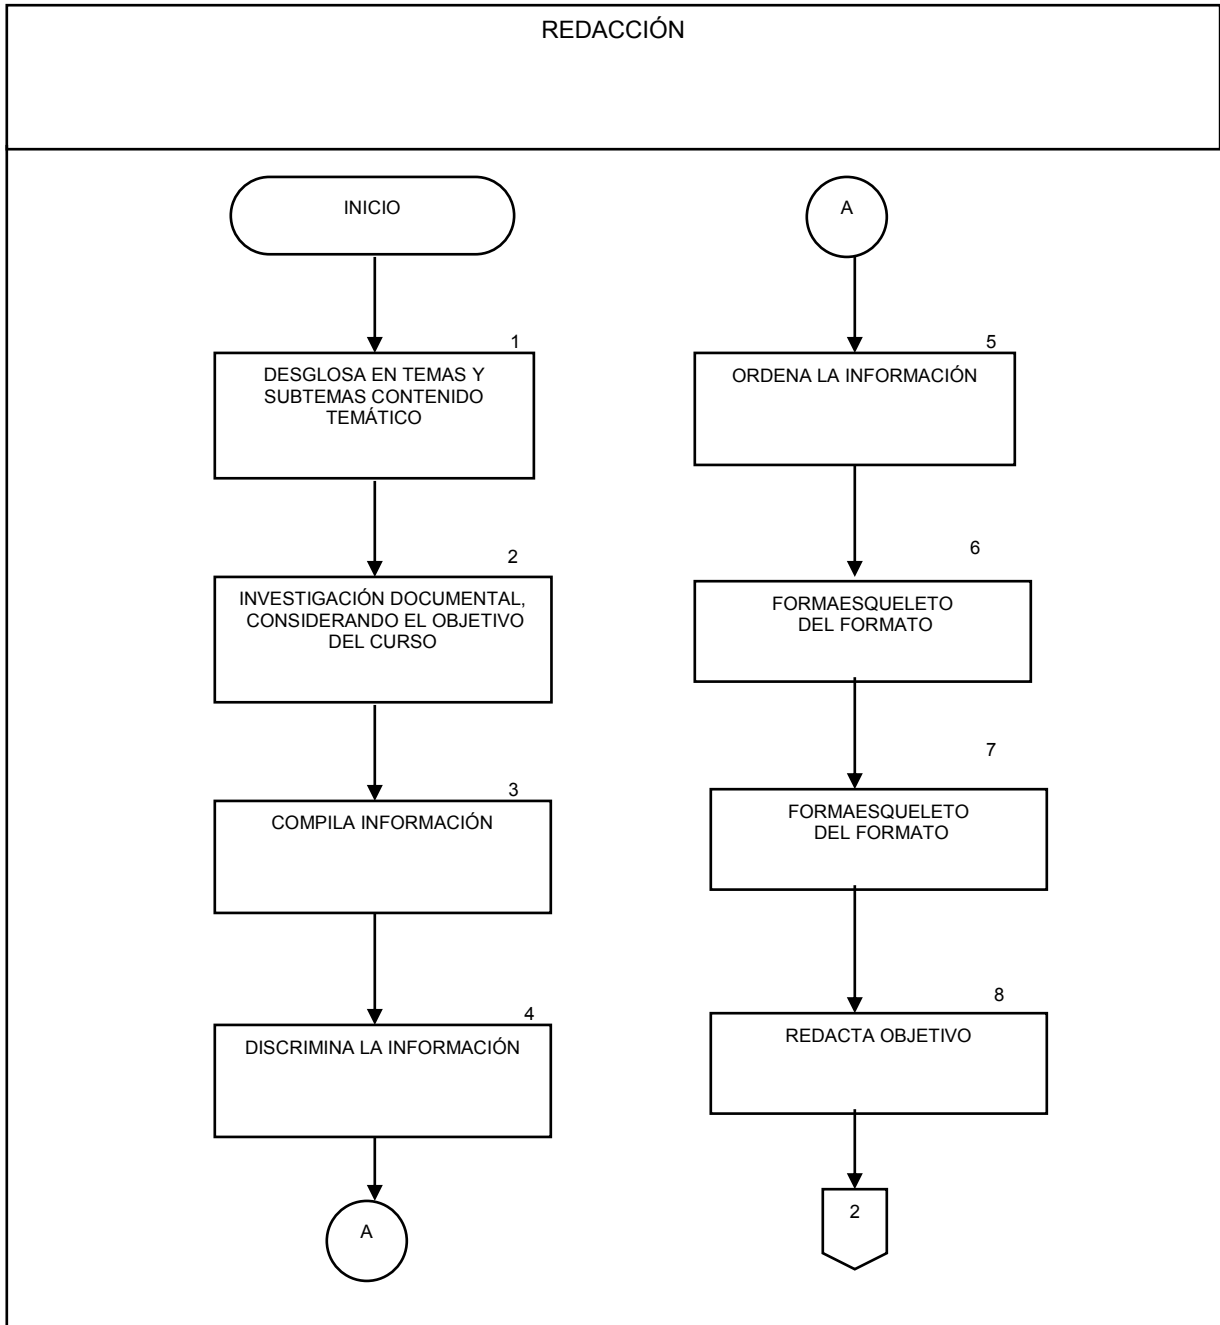 REDACCIÓN
INICIO
1
DESGLOSA EN TEMAS Y
SUBTEMAS CONTENIDO
TEMÁTICO
2
INVESTIGACIÓN DOCUMENTAL,
CONSIDERANDO EL OBJETIVO
DEL CURSO
3
COMPILA INFORMACIÓN
4
DISCRIMINA LA INFORMACIÓN
A
A
5
ORDENA LA INFORMACIÓN
6
FORMAESQUELETO
DEL FORMATO
7
FORMAESQUELETO
DEL FORMATO
8
REDACTA OBJETIVO
2